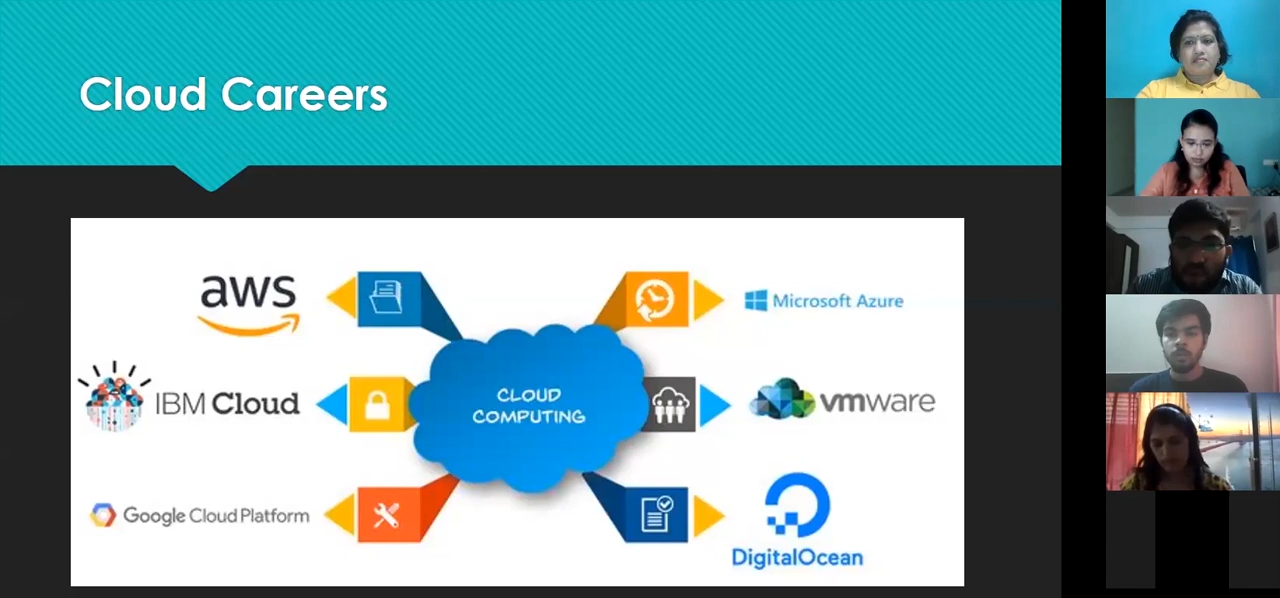 Cloud Careers
aws
Microsoft Azure
IBM Cloud
CLOUD
COMPUTING
vmware
Google Cloud Platform
DigitalOcean